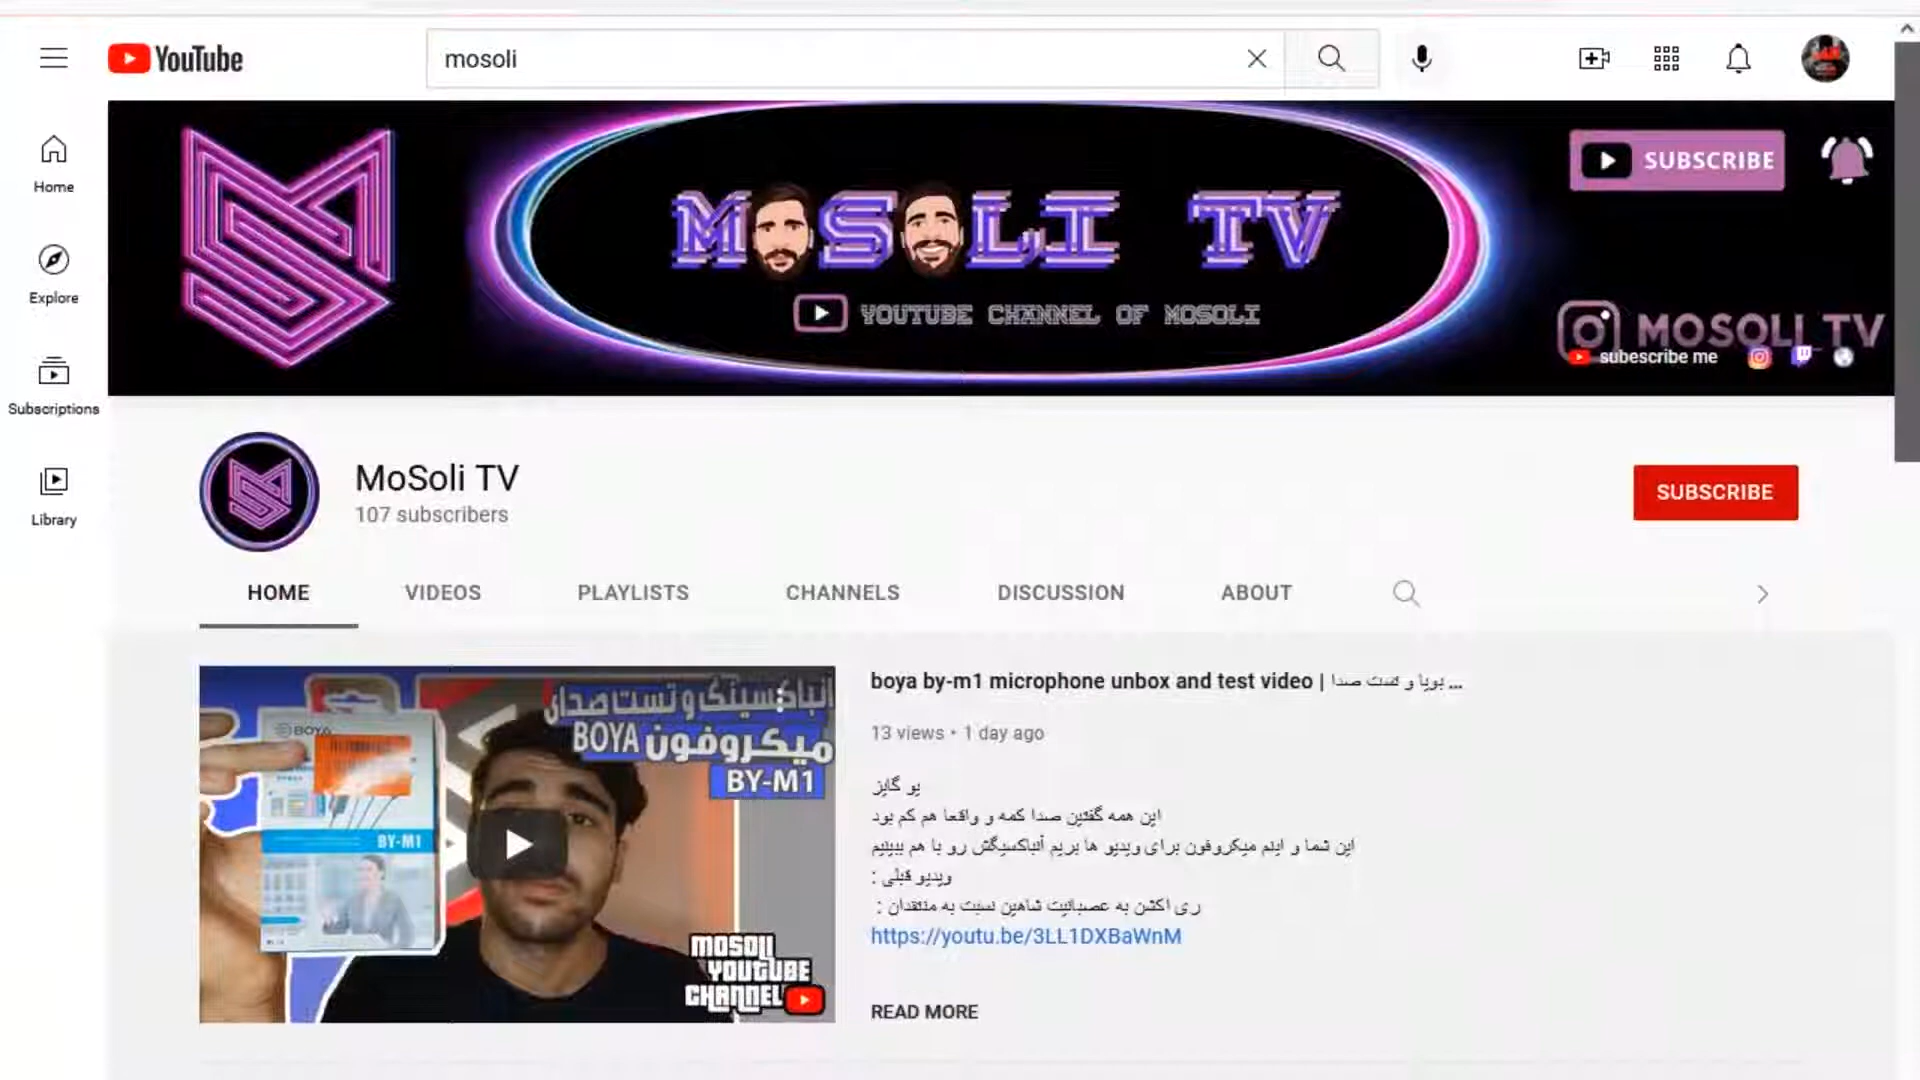 YouTube
mosoli
Home
Explore
Subscriptions
Library
SUBSCRIBE
MOSOLI TV
YOUTUBE CHANNEL OF MOSOLI
MOSOLI_TV
subescribe me
MoSoli TV
107 subscribers
SUBSCRIBE
HOME
VIDEOS
PLAYLISTS
CHANNELS
DISCUSSION
ABOUT
انباکسینگ و تست صدای
میکروفون BOYA
BY-M1
BOYA
BY-M1
MOSOLI
YOUTUBE
CHANNEL
boya by-m1 microphone unbox and test video | بویا و تست صدا ...
13 views • 1 day ago
یو گایز
این همه گفتین صدا کمه و واقعا هم کم بود
این شما و اینم میکروفون برای ویدیو ها بریم آنباکسیگش رو با هم ببینیم
ویدیو قبلی :
ری اکشن به عصبانیت شاهین نسبت به منتقدان :
https://youtu.be/3LL1DXBaWnM
READ MORE